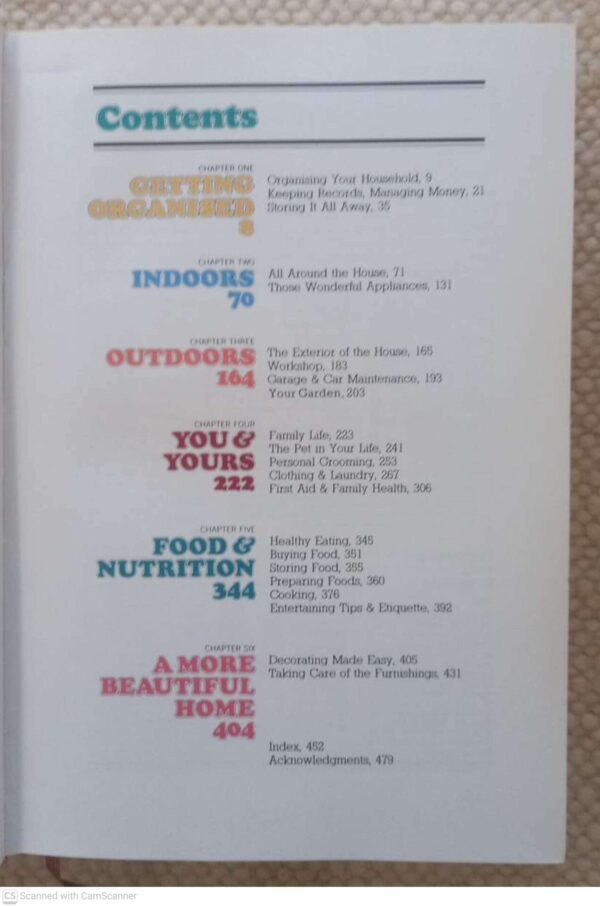 Contents
CHAPTER ONE
GETTING
ORGANISED
8
Organising Your Household, 9
Keeping Records, Managing Money, 21
Storing It All Away, 35
CHAPTER TWO
INDOORS
70
All Around the House, 71
Those Wonderful Appliances, 131
CHAPTER THREE
OUTDOORS
164
The Exterior of the House, 165
Workshop, 183
Garage & Car Maintenance, 193
Your Garden, 203
CHAPTER FOUR
YOU &
YOURS
222
Family Life, 223
The Pet in Your Life, 241
Personal Grooming, 253
Clothing & Laundry, 267
First Aid & Family Health, 306
CHAPTER FIVE
FOOD &
NUTRITION
344
Healthy Eating, 345
Buying Food, 351
Storing Food, 355
Preparing Foods, 360
Cooking, 376
Entertaining Tips & Etiquette, 392
CHAPTER SIX
A MORE
BEAUTIFUL
HOME
404
Decorating Made Easy, 405
Taking Care of the Furnishings, 431
Index, 452
Acknowledgments, 479
CS Scanned with CamScanner